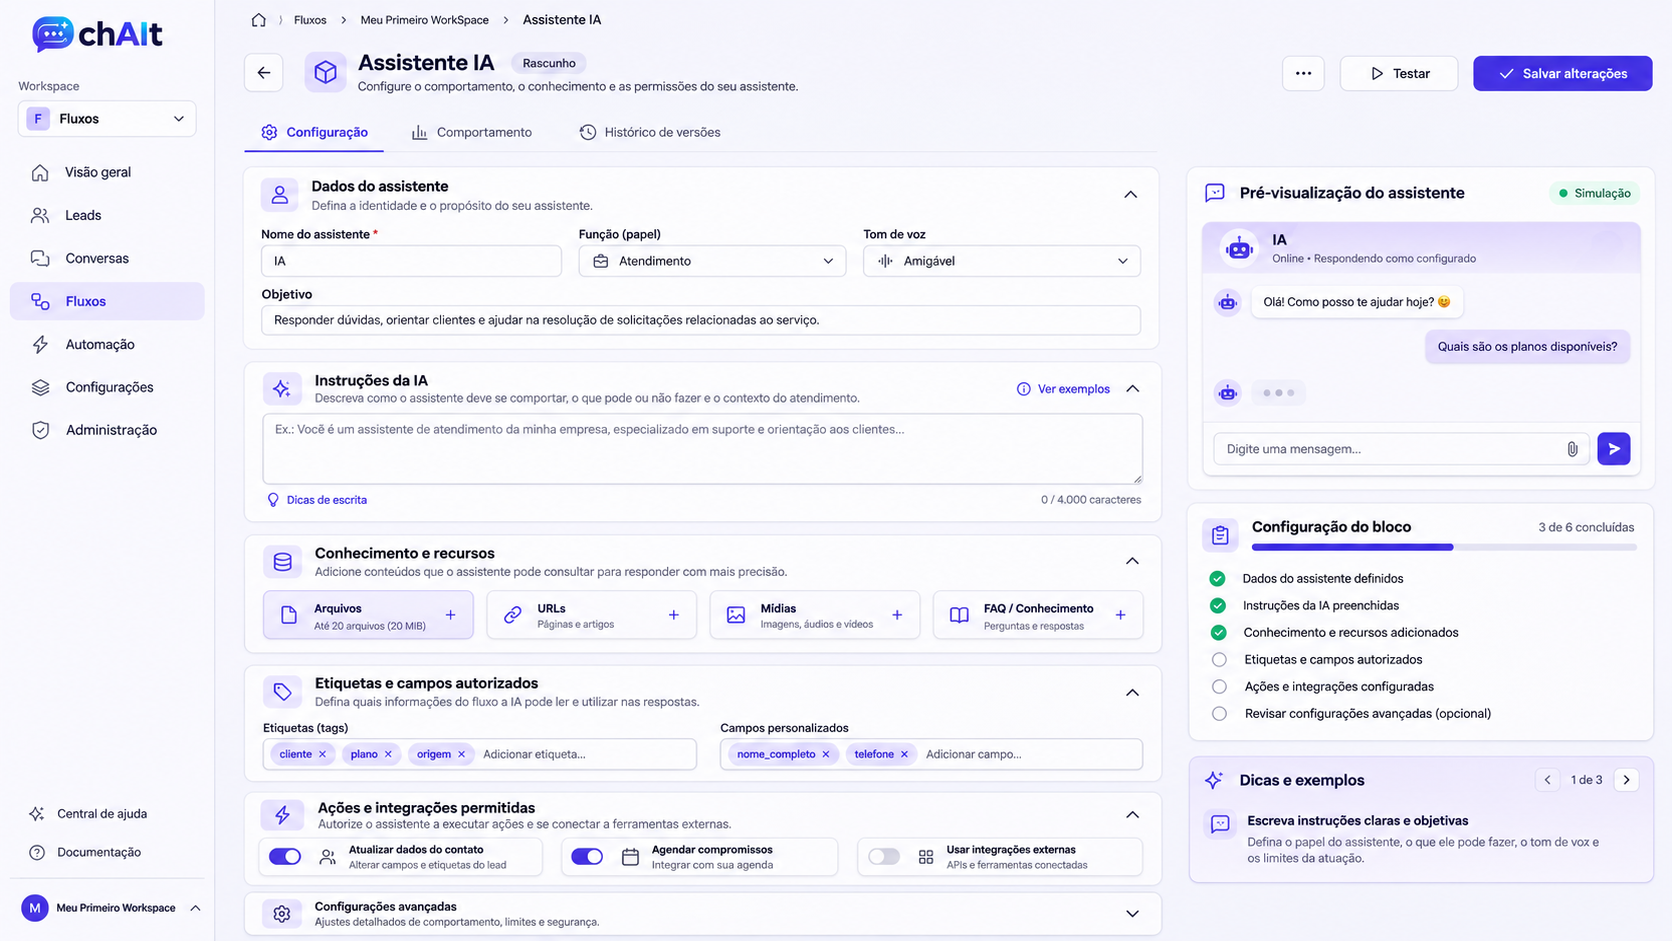 chAIt
Workspace
F Fluxos
Visão geral
Leads
Conversas
Fluxos
Automação
Configurações
Administração
Central de ajuda
Documentação
M Meu Primeiro Workspace
Fluxos > Meu Primeiro WorkSpace > Assistente IA
Assistente IA Rascunho
Configure o comportamento, o conhecimento e as permissões do seu assistente.
... Testar Salvar alterações
Configuração Comportamento Histórico de versões
Dados do assistente
Defina a identidade e o propósito do seu assistente.
Nome do assistente * Função (papel) Tom de voz
IA Atendimento Amigável
Objetivo
Responder dúvidas, orientar clientes e ajudar na resolução de solicitações relacionadas ao serviço.
Instruções da IA
Descreva como o assistente deve se comportar, o que pode ou não fazer e o contexto do atendimento.
Ver exemplos
Ex.: Você é um assistente de atendimento da minha empresa, especializado em suporte e orientação aos clientes...
Dicas de escrita 0 / 4.000 caracteres
Conhecimento e recursos
Adicione conteúdos que o assistente pode consultar para responder com mais precisão.
Arquivos
Até 20 arquivos (20 MiB)
URLs
Páginas e artigos
Mídias
Imagens, áudios e vídeos
FAQ / Conhecimento
Perguntas e respostas
Etiquetas e campos autorizados
Defina quais informações do fluxo a IA pode ler e utilizar nas respostas.
Etiquetas (tags) Campos personalizados
cliente × plano × origem × Adicionar etiqueta...
nome_completo × telefone × Adicionar campo...
Ações e integrações permitidas
Autorize o assistente a executar ações e se conectar a ferramentas externas.
Atualizar dados do contato
Alterar campos e etiquetas do lead
Agendar compromissos
Integrar com sua agenda
Usar integrações externas
APIs e ferramentas conectadas
Configurações avançadas
Ajustes detalhados de comportamento, limites e segurança.
Pré-visualização do assistente Simulação
IA
Online • Respondendo como configurado
Olá! Como posso te ajudar hoje? 😀
Quais são os planos disponíveis?
Digite uma mensagem...
Configuração do bloco 3 de 6 concluídas
Dados do assistente definidos
Instruções da IA preenchidas
Conhecimento e recursos adicionados
Etiquetas e campos autorizados
Ações e integrações configuradas
Revisar configurações avançadas (opcional)
Dicas e exemplos 1 de 3
Escreva instruções claras e objetivas
Defina o papel do assistente, o que ele pode fazer, o tom de vox e
os limites da atuação.